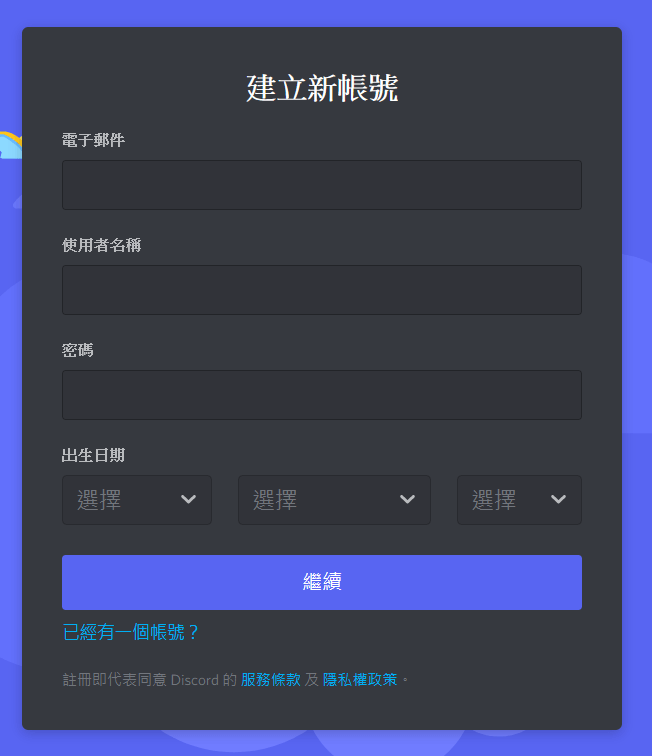 建立新帳號
電子郵件
使用者名稱
密碼
出生日期
選擇 選擇 選擇
繼續
已經有一個帳號？
註冊即代表同意 Discord 的 服務條款 及 隱私權政策。